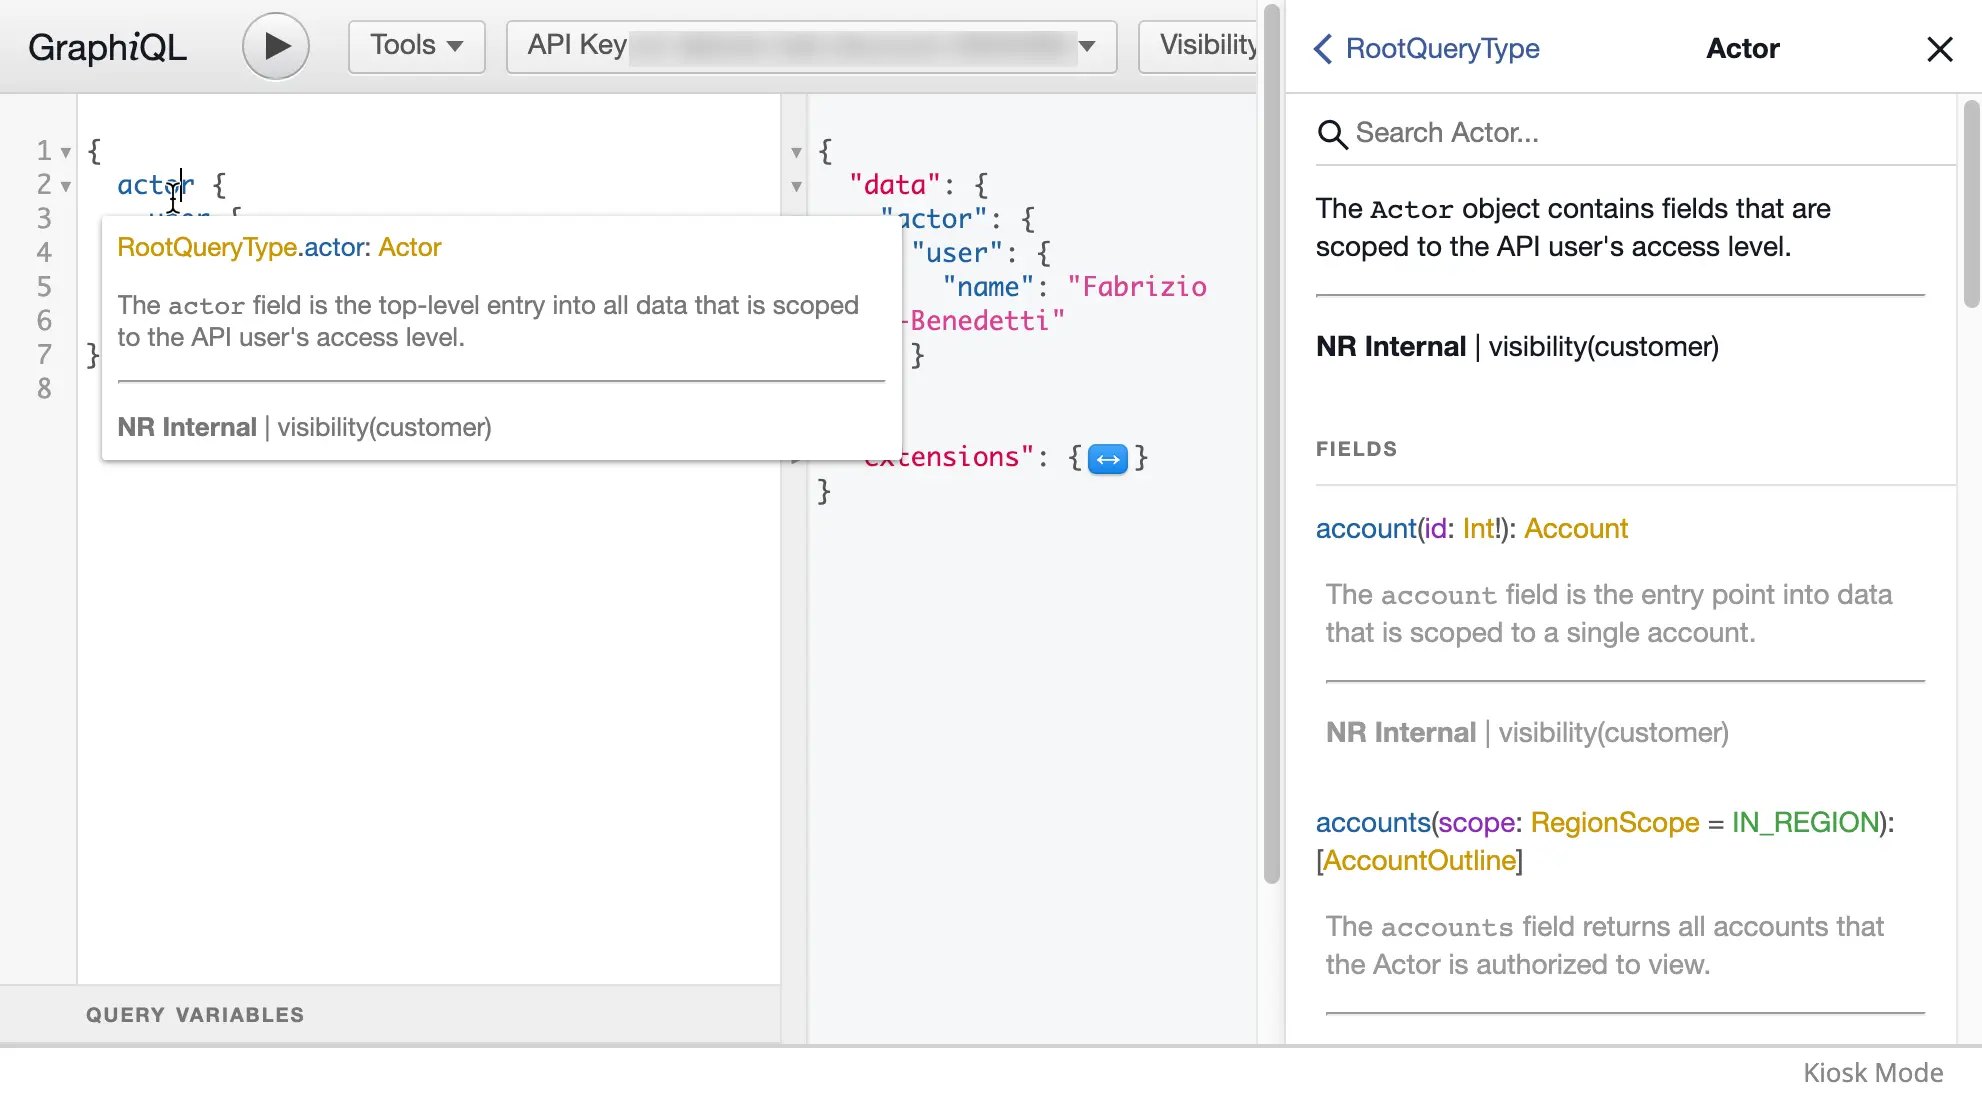 GraphiQL
Tools
API Key
Visibility
RootQueryType
Actor
1
2
3
4
5
6
7
8
{
actor {
user {
}
RootQueryType.actor: Actor
The actor field is the top-level entry into all data that is scoped
to the API user's access level.
NR Internal | visibility(customer)
QUERY VARIABLES
{
"data": {
"actor": {
"user": {
"name": "Fabrizio
-Benedetti"
}
extensions": {↔}
}
Search Actor...
The Actor object contains fields that are
scoped to the API user's access level.
NR Internal | visibility(customer)
FIELDS
account(id: Int!): Account
The account field is the entry point into data
that is scoped to a single account.
NR Internal | visibility(customer)
accounts(scope: RegionScope = IN_REGION):
[AccountOutline]
The accounts field returns all accounts that
the Actor is authorized to view.
Kiosk Mode